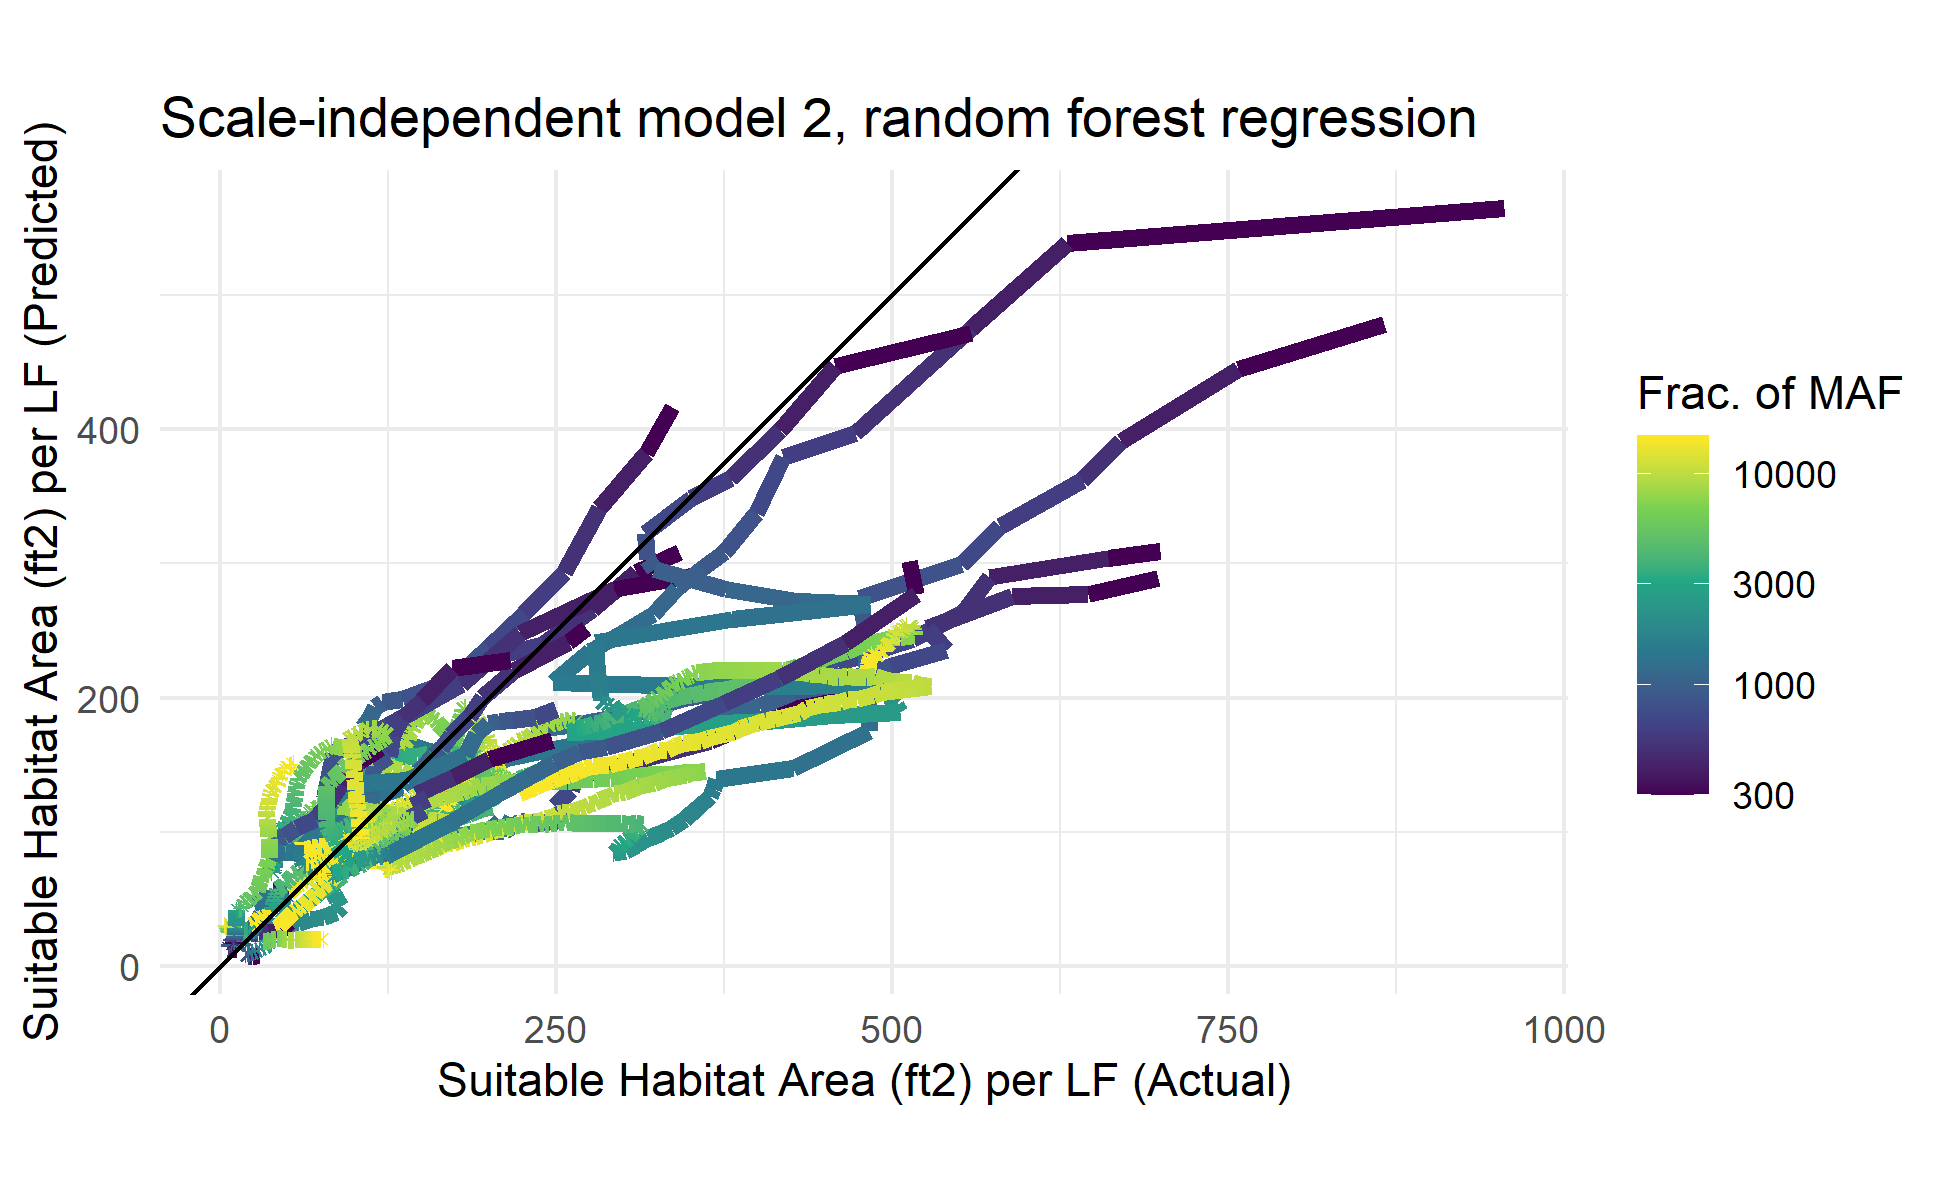 Scale-independent model 2, random forest regression
Suitable Habitat Area (ft2) per LF (Predicted)
400
200
0
0 250 500 750 1000
Suitable Habitat Area (ft2) per LF (Actual)
Frac. of MAF
10000
3000
1000
300